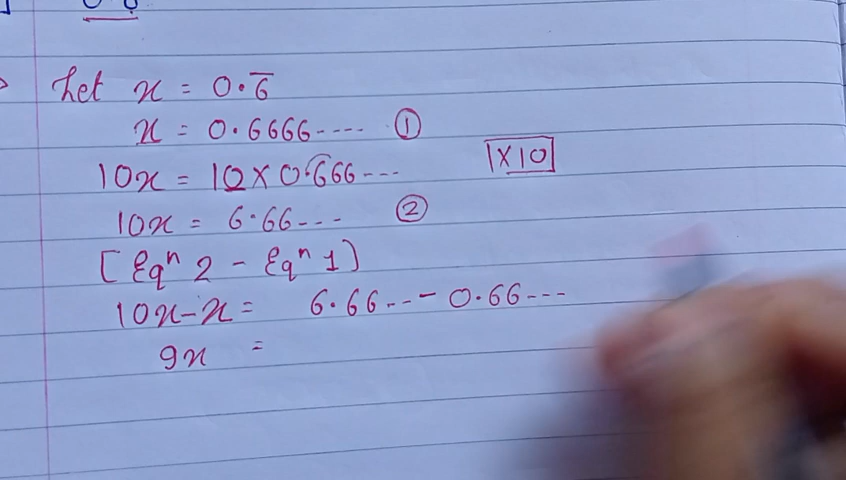 Let x = 0.6̅
x = 0.6666---- ①
10x = 10 X 0.666---
1X10
10x = 6.66--- ②
[Eqⁿ 2 - Eqⁿ 1]
10x-x = 6.66--- - 0.66---
9x =